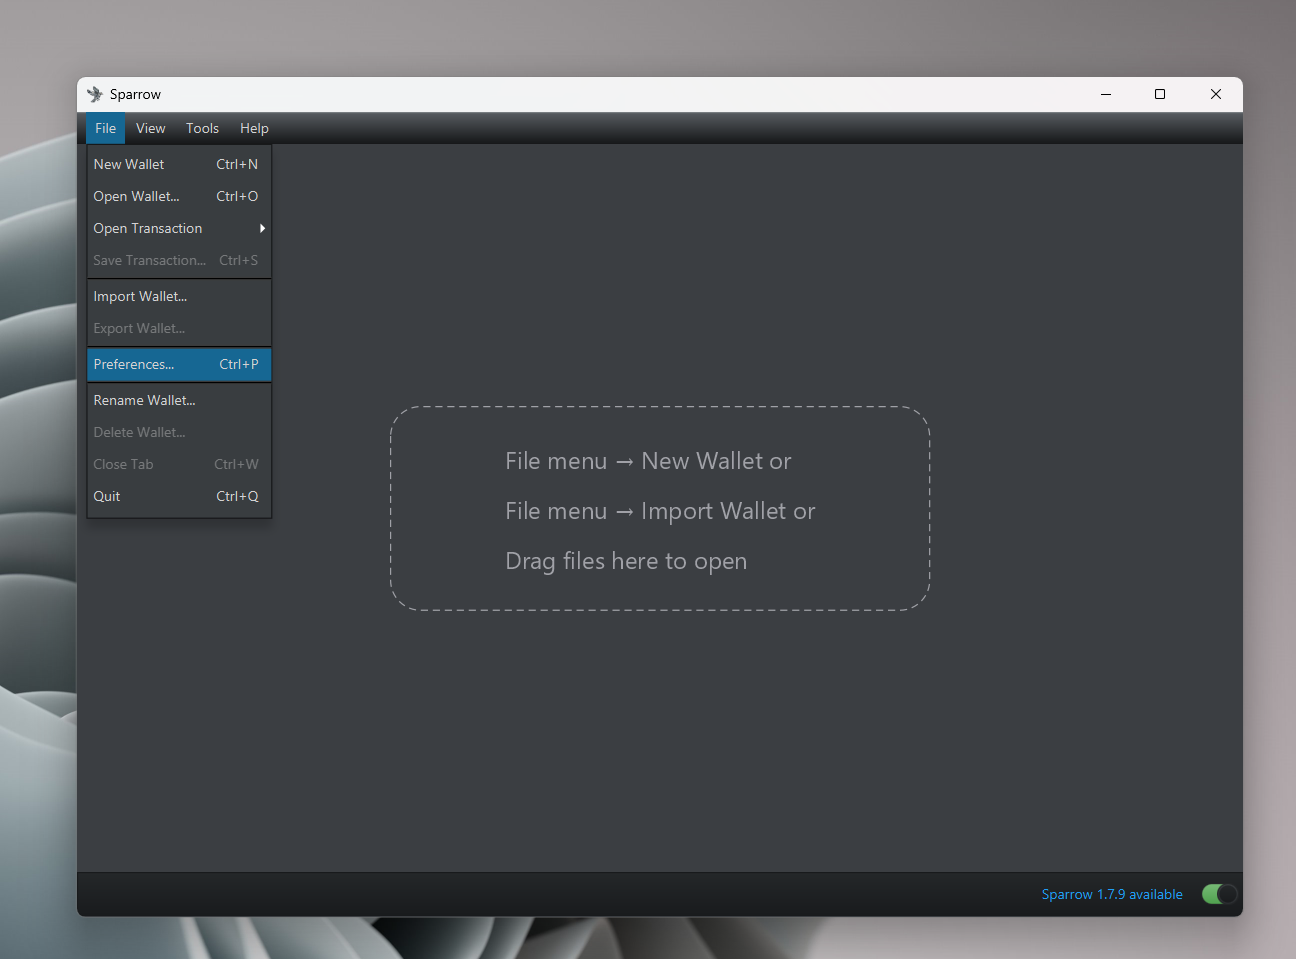 Sparrow
File View Tools Help
New Wallet Ctrl+N
Open Wallet... Ctrl+O
Open Transaction
Save Transaction... Ctrl+S
Import Wallet...
Export Wallet...
Preferences... Ctrl+P
Rename Wallet...
Delete Wallet...
Close Tab Ctrl+W
Quit Ctrl+Q
File menu → New Wallet or
File menu → Import Wallet or
Drag files here to open
Sparrow 1.7.9 available